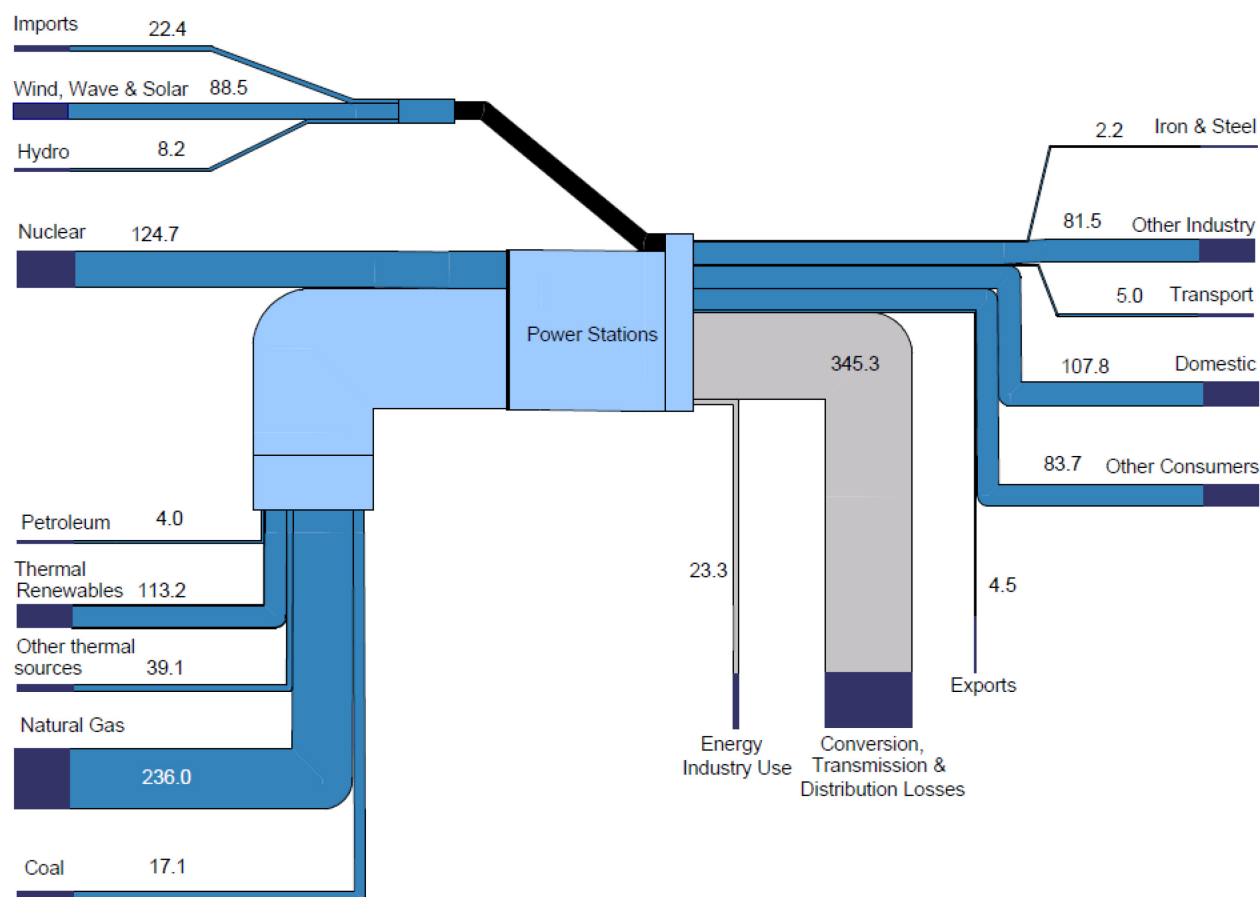 Imports
22.4
Wind, Wave & Solar
88.5
Hydro
8.2
Nuclear
124.7
Power Stations
Petroleum
4.0
Thermal
Renewables
113.2
Other thermal
sources
39.1
Natural Gas
236.0
Coal
17.1
2.2
Iron & Steel
81.5
Other Industry
5.0
Transport
345.3
107.8
Domestic
83.7
Other Consumers
23.3
4.5
Exports
Energy
Industry Use
Conversion,
Transmission &
Distribution Losses